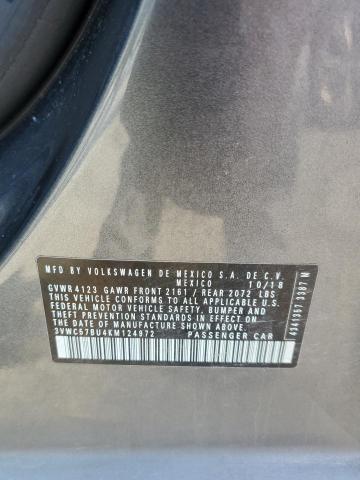 MFD BY VOLKSWAGEN DE MEXICO S.A. DE C.V.
MEXICO 10/18
GVWR 4123 GAWR FRONT 2161 / REAR 2072 LBS
THIS VEHICLE CONFORMS TO ALL APPLICABLE U.S.
FEDERAL MOTOR VEHICLE SAFETY, BUMPER AND
THEFT PREVENTION STANDARDS IN EFFECT ON
THE DATE OF MANUFACTURE SHOWN ABOVE
3VWC57BU4KM124972 PASSENGER CAR